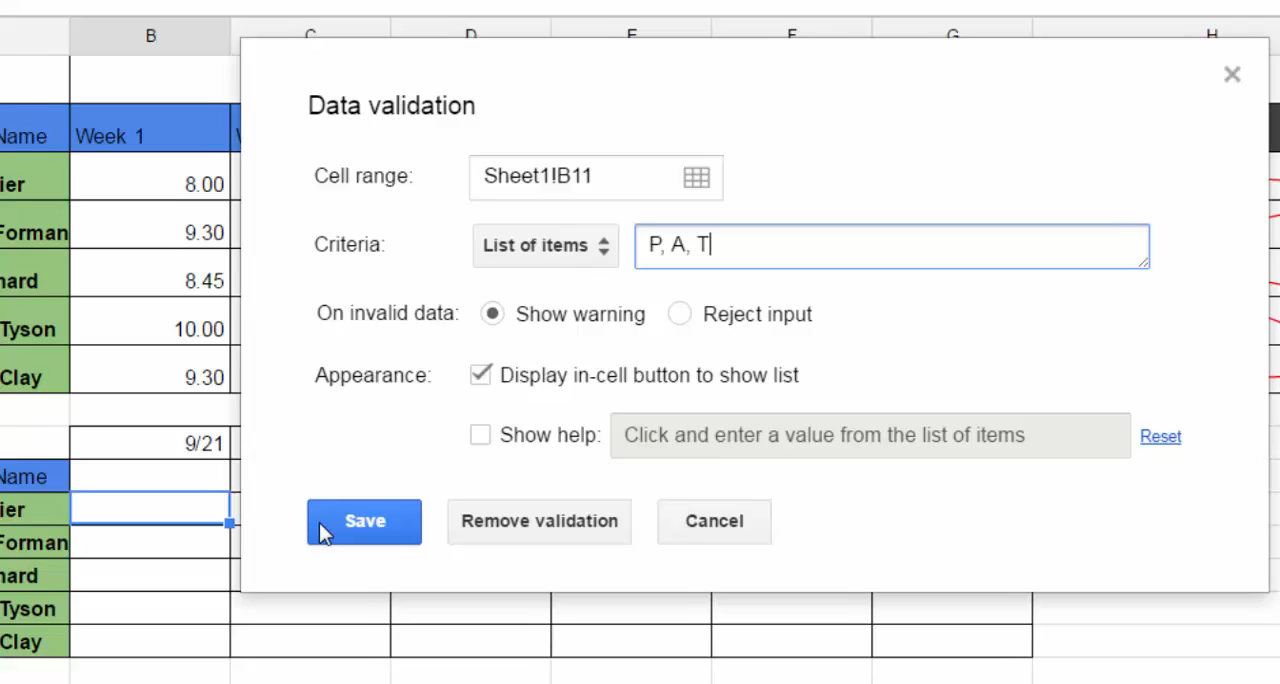 B C D E F G H
Data validation
Name Week 1
Cell range: Sheet1!B11
ier 8.00
Forman 9.30
Criteria: List of items P, A, T
nard 8.45
On invalid data: Show warning Reject input
Tyson 10.00
Clay 9.30
Appearance: Display in-cell button to show list
9/21
Show help: Click and enter a value from the list of items Reset
Name
ier
Save Remove validation Cancel
Forman
nard
Tyson
Clay